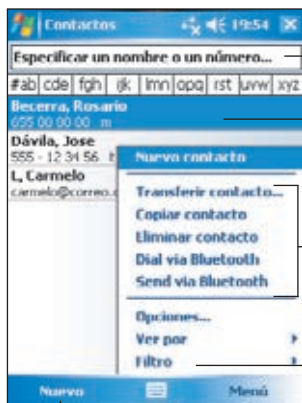 Contactos 19:54
Especificar un nombre o un número...
#ab cde fgh ijk lmn opq rst uvw xyz
Becerra, Rosario
655 00 00 00 m
Dávila, Jose
555 - 12 34 56 t
L, Carmelo
carmelo@correo.c
Nuevo contacto
Transferir contacto...
Copiar contacto
Eliminar contacto
Dial via Bluetooth
Send via Bluetooth
Opciones...
Ver por
Filtro
Nuevo Menú